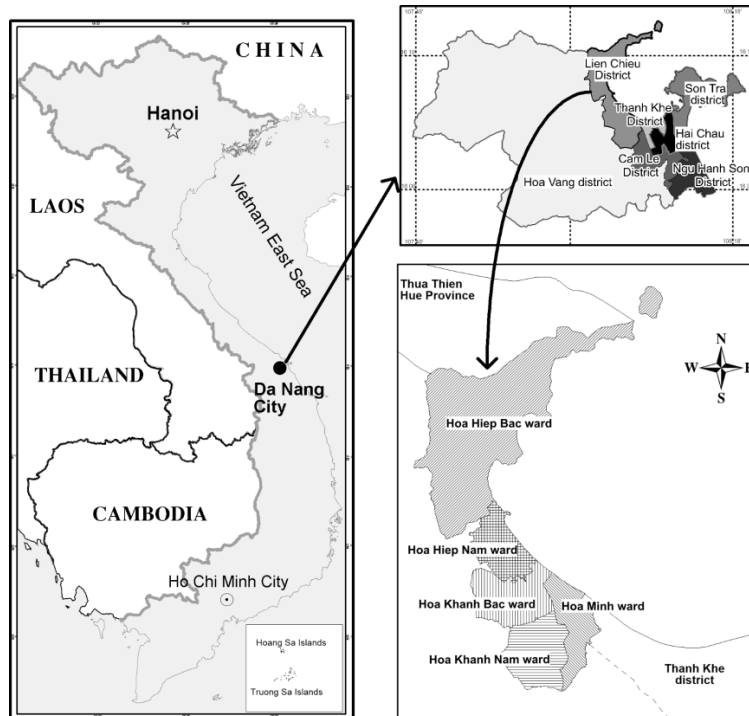 CHINA
Hanoi
LAOS
Vietnam East Sea
THAILAND
Da Nang
City
CAMBODIA
Ho Chi Minh City
Hoang Sa Islands
Truong Sa Islands
Lien Chieu
District
Son Tra
district
Thanh Khe
District
Hai Chau
district
Cam Le
District
Ngu Hanh Son
District
Hoa Vang district
Thua Thien
Hue Province
N
W
E
S
Hoa Hiep Bac ward
Hoa Hiep Nam ward
Hoa Khanh Bac ward
Hoa Minh ward
Hoa Khanh Nam ward
Thanh Khe
district